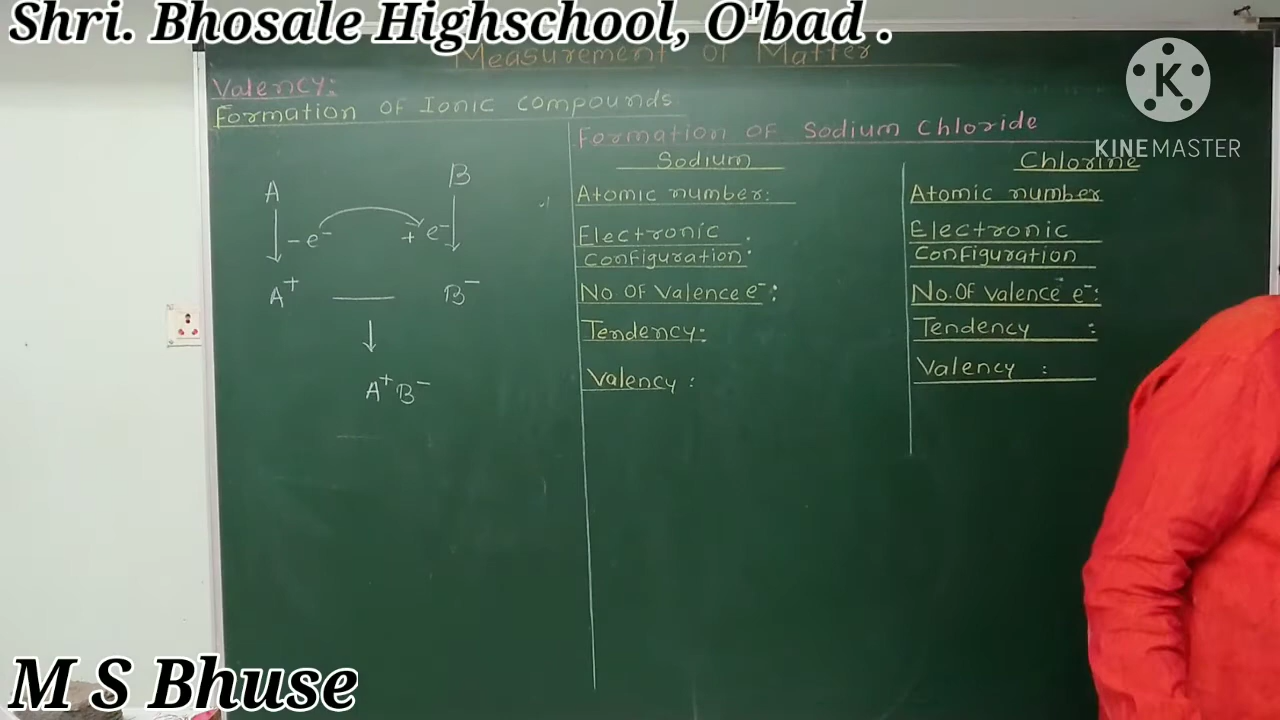 Shri. Bhosale Highschool, O'bad .
Measurement of Matter
KINEMASTER
Valency:
Formation of Ionic compounds
A
B
- e⁻
+ e⁻
A⁺ —— B⁻
↓
A⁺ B⁻
Formation of Sodium Chloride
Sodium
Atomic number:
Electronic
Configuration:
No. of Valence e⁻:
Tendency:
Valency :
Chlorine
Atomic number
Electronic
Configuration
No. of valence e⁻:
Tendency :
Valency :
M S Bhuse